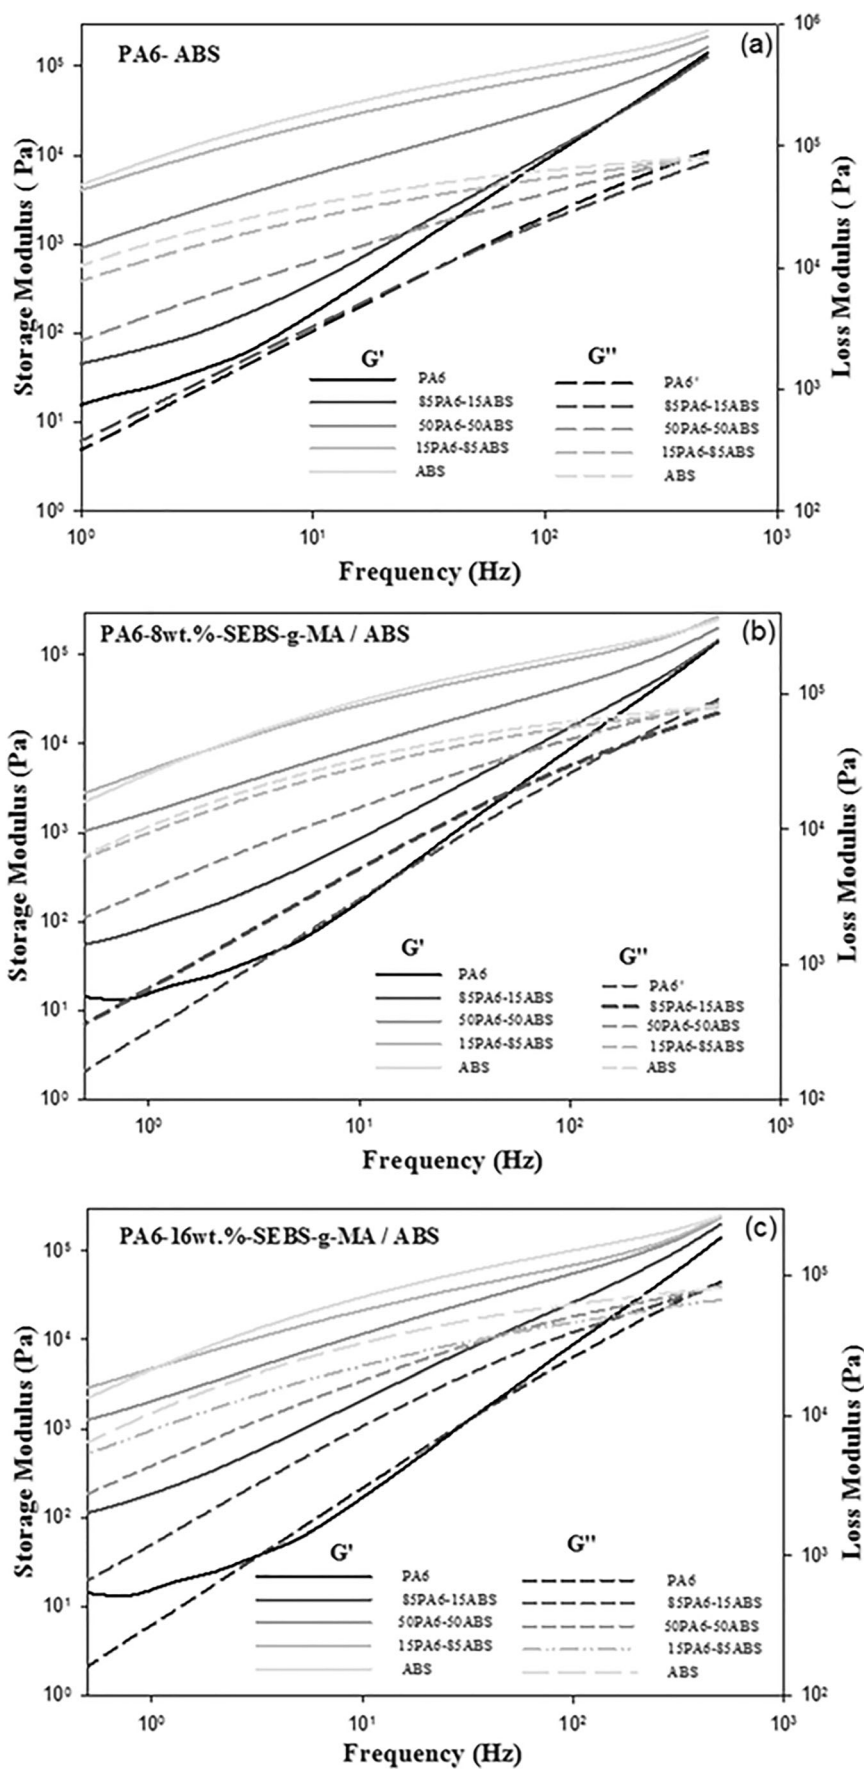 PA6- ABS
(a)
Storage Modulus ( Pa)
Loss Modulus ( Pa)
10⁵
10⁴
10³
10²
10¹
10⁰
10⁶
10⁵
10⁴
10³
10²
G' G''
PA6 PA6'
85PA6-15ABS 85PA6-15ABS
50PA6-50ABS 50PA6-50ABS
15PA6-85ABS 15PA6-85ABS
ABS ABS
10⁰ 10¹ 10² 10³
Frequency (Hz)
PA6-8wt.%-SEBS-g-MA / ABS
(b)
Storage Modulus (Pa)
Loss Modulus (Pa)
10⁵
10⁴
10³
10²
10¹
10⁰
10⁵
10⁴
10³
10²
G' G''
PA6 PA6'
85PA6-15ABS 85PA6-15ABS
50PA6-50ABS 50PA6-50ABS
15PA6-85ABS 15PA6-85ABS
ABS ABS
10⁰ 10¹ 10² 10³
Frequency (Hz)
PA6-16wt.%-SEBS-g-MA / ABS
(c)
Storage Modulus (Pa)
Loss Modulus (Pa)
10⁵
10⁴
10³
10²
10¹
10⁰
10⁵
10⁴
10³
10²
G' G''
PA6 PA6
85PA6-15ABS 85PA6-15ABS
50PA6-50ABS 50PA6-50ABS
15PA6-85ABS 15PA6-85ABS
ABS ABS
10⁰ 10¹ 10² 10³
Frequency (Hz)